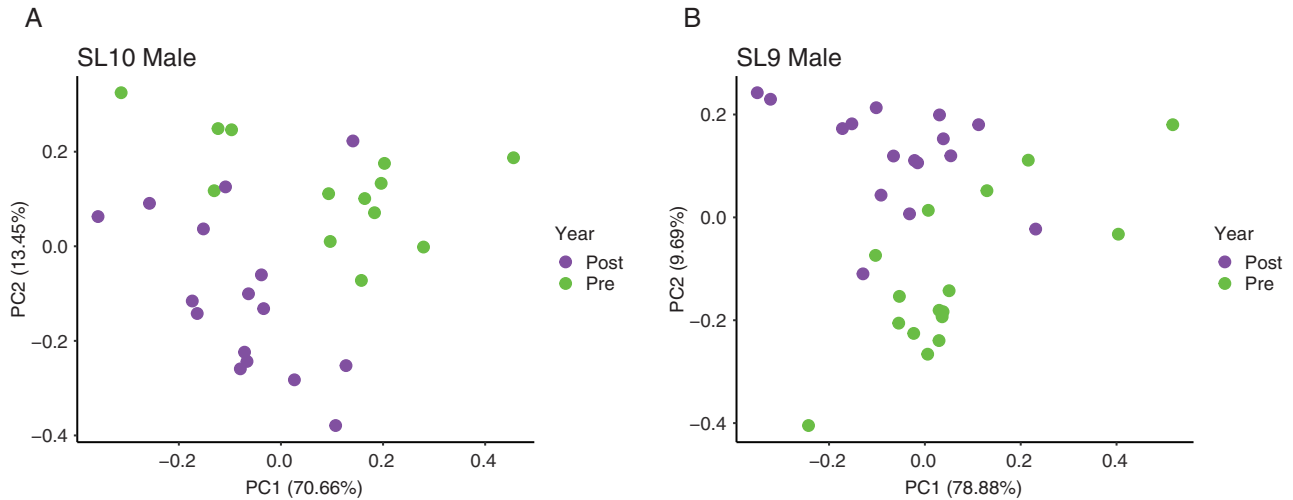 A
SL10 Male
0.2
0.0
−0.2
−0.4
PC2 (13.45%)
−0.2 0.0 0.2 0.4
PC1 (70.66%)
Year
Post
Pre
B
SL9 Male
0.2
0.0
−0.2
−0.4
PC2 (9.69%)
−0.2 0.0 0.2 0.4
PC1 (78.88%)
Year
Post
Pre